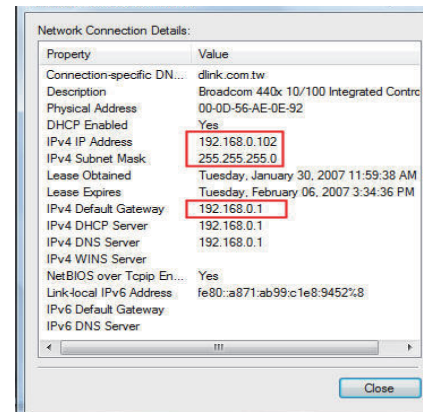 Network Connection Details:
Property Value
Connection-specific DN... dlink.com.tw
Description Broadcom 440x 10/100 Integrated Contrc
Physical Address 00-0D-56-AE-0E-92
DHCP Enabled Yes
IPv4 IP Address 192.168.0.102
IPv4 Subnet Mask 255.255.255.0
Lease Obtained Tuesday, January 30, 2007 11:59:38 AM
Lease Expires Tuesday, February 06, 2007 3:34:36 PM
IPv4 Default Gateway 192.168.0.1
IPv4 DHCP Server 192.168.0.1
IPv4 DNS Server 192.168.0.1
IPv4 WINS Server
NetBIOS over Tcpip En... Yes
Link-local IPv6 Address fe80::a871:ab99:c1e8:9452%8
IPv6 Default Gateway
IPv6 DNS Server
Close